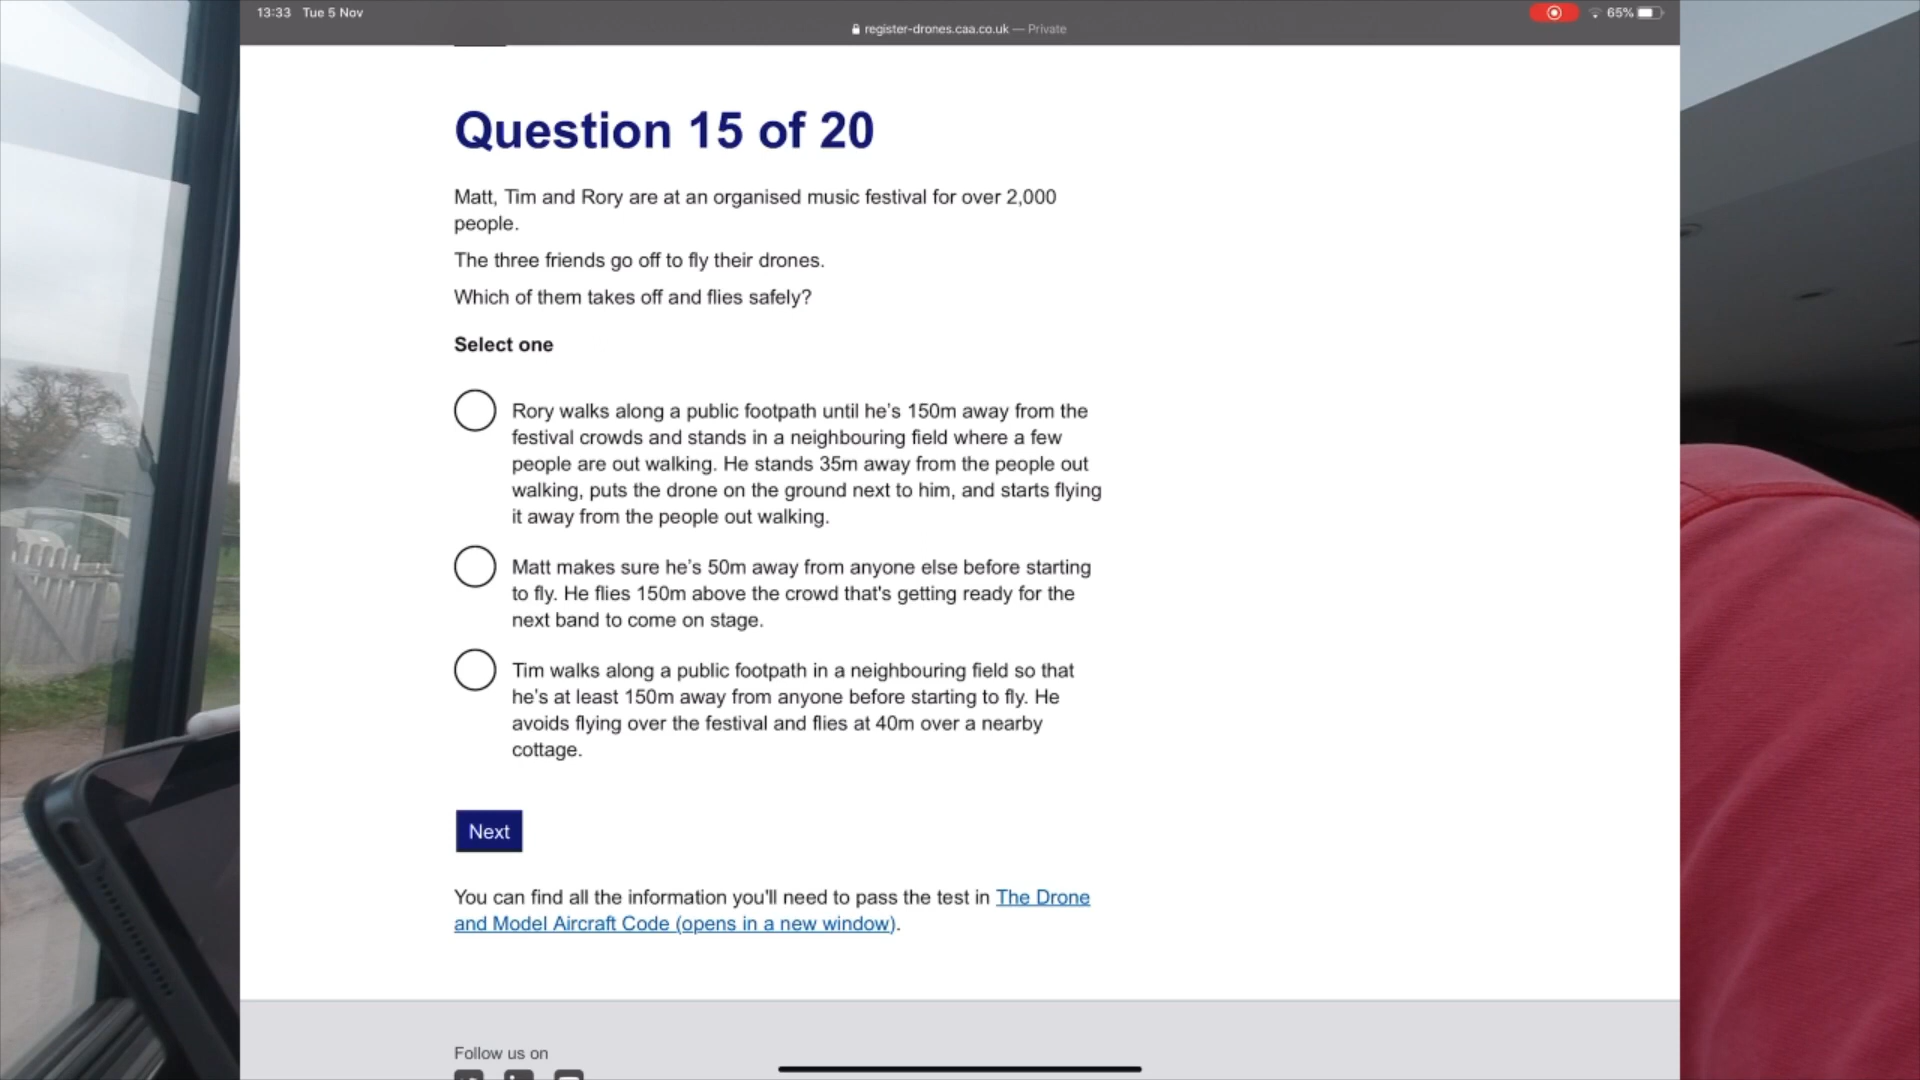 13:33 Tue 5 Nov
65%
register-drones.caa.co.uk — Private
Question 15 of 20
Matt, Tim and Rory are at an organised music festival for over 2,000
people.
The three friends go off to fly their drones.
Which of them takes off and flies safely?
Select one
Rory walks along a public footpath until he's 150m away from the
festival crowds and stands in a neighbouring field where a few
people are out walking. He stands 35m away from the people out
walking, puts the drone on the ground next to him, and starts flying
it away from the people out walking.
Matt makes sure he's 50m away from anyone else before starting
to fly. He flies 150m above the crowd that's getting ready for the
next band to come on stage.
Tim walks along a public footpath in a neighbouring field so that
he's at least 150m away from anyone before starting to fly. He
avoids flying over the festival and flies at 40m over a nearby
cottage.
Next
You can find all the information you'll need to pass the test in The Drone
and Model Aircraft Code (opens in a new window).
Follow us on